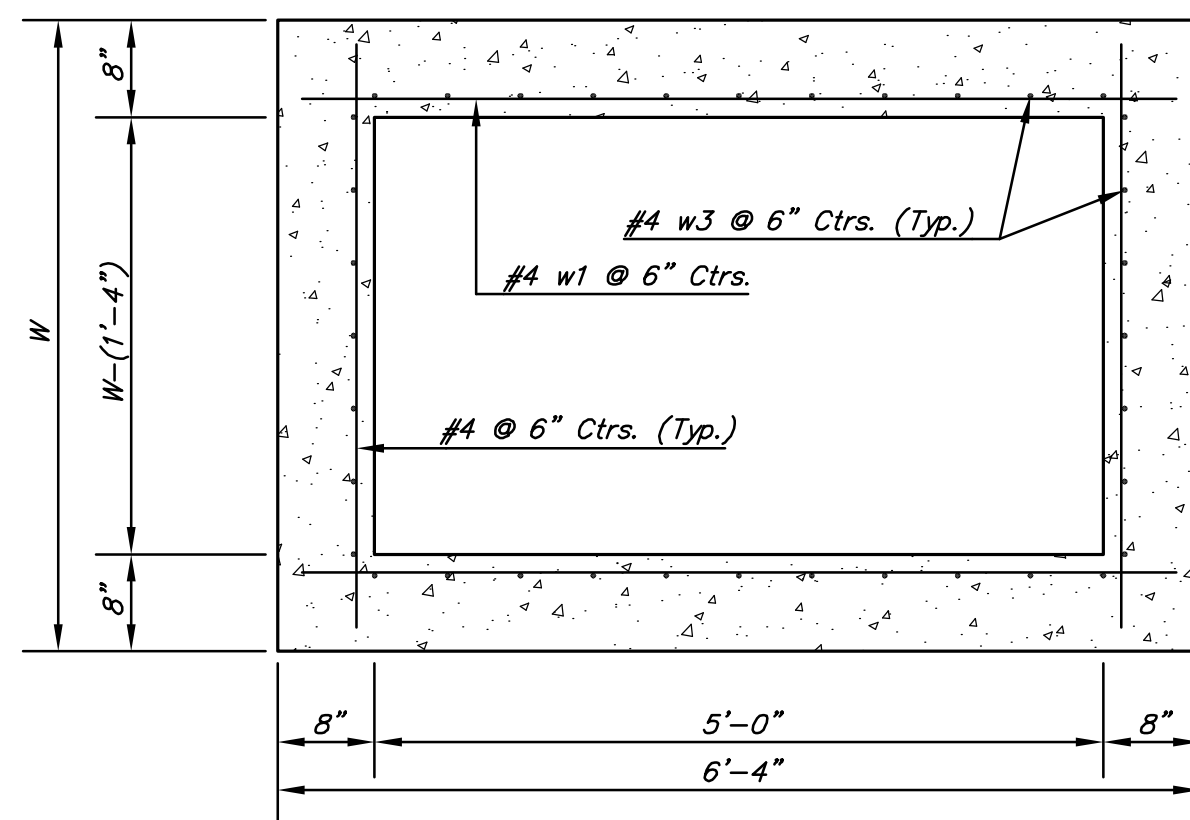 8"
W
W-(1'-4")
#4 w3 @ 6" Ctrs. (Typ.)
#4 w1 @ 6" Ctrs.
#4 @ 6" Ctrs. (Typ.)
8"
8"
5'-0"
8"
6'-4"